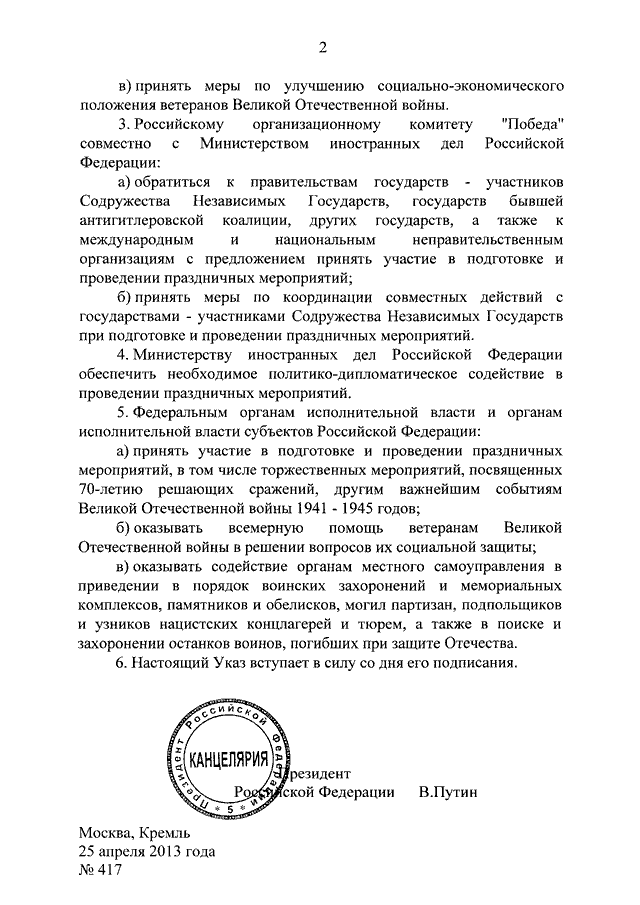 2
в) принять меры по улучшению социально-экономического
положения ветеранов Великой Отечественной войны.
3. Российскому организационному комитету "Победа"
совместно с Министерством иностранных дел Российской
Федерации:
а) обратиться к правительствам государств - участников
Содружества Независимых Государств, государств бывшей
антигитлеровской коалиции, других государств, а также к
международным и национальным неправительственным
организациям с предложением принять участие в подготовке и
проведении праздничных мероприятий;
б) принять меры по координации совместных действий с
государствами - участниками Содружества Независимых Государств
при подготовке и проведении праздничных мероприятий.
4. Министерству иностранных дел Российской Федерации
обеспечить необходимое политико-дипломатическое содействие в
проведении праздничных мероприятий.
5. Федеральным органам исполнительной власти и органам
исполнительной власти субъектов Российской Федерации:
а) принять участие в подготовке и проведении праздничных
мероприятий, в том числе торжественных мероприятий, посвященных
70-летию решающих сражений, другим важнейшим событиям
Великой Отечественной войны 1941 - 1945 годов;
б) оказывать всемерную помощь ветеранам Великой
Отечественной войны в решении вопросов их социальной защиты;
в) оказывать содействие органам местного самоуправления в
приведении в порядок воинских захоронений и мемориальных
комплексов, памятников и обелисков, могил партизан, подпольщиков
и узников нацистских концлагерей и тюрем, а также в поиске и
захоронении останков воинов, погибших при защите Отечества.
6. Настоящий Указ вступает в силу со дня его подписания.
Президент Российской Федерации
КАНЦЕЛЯРИЯ
* 5 *
Президент
Российской Федерации В.Путин
Москва, Кремль
25 апреля 2013 года
№ 417